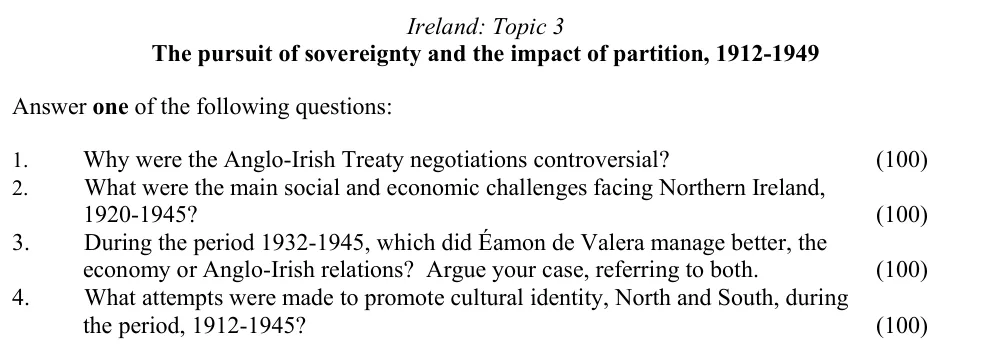 Ireland: Topic 3
The pursuit of sovereignty and the impact of partition, 1912-1949
Answer one of the following questions:
1. Why were the Anglo-Irish Treaty negotiations controversial? (100)
2. What were the main social and economic challenges facing Northern Ireland,
1920-1945? (100)
3. During the period 1932-1945, which did Éamon de Valera manage better, the
economy or Anglo-Irish relations? Argue your case, referring to both. (100)
4. What attempts were made to promote cultural identity, North and South, during
the period, 1912-1945? (100)